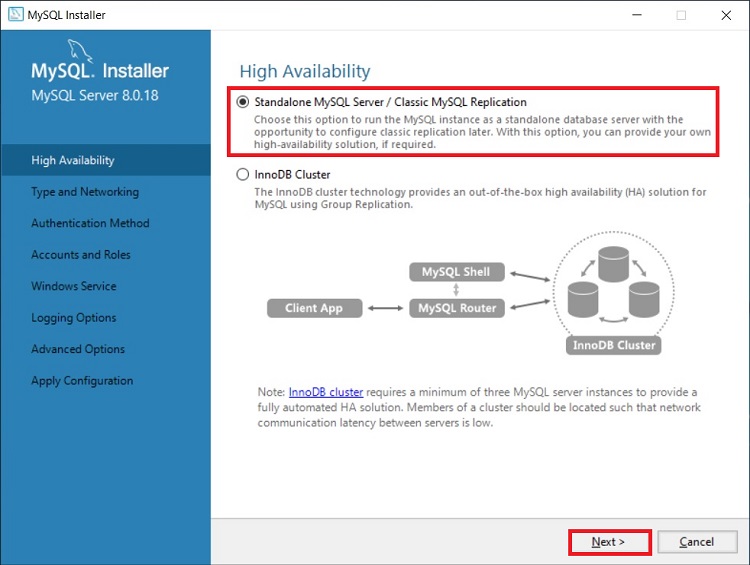 MySQL Installer
MySQL. Installer
MySQL Server 8.0.18
High Availability
Type and Networking
Authentication Method
Accounts and Roles
Windows Service
Logging Options
Advanced Options
Apply Configuration
High Availability
Standalone MySQL Server / Classic MySQL Replication
Choose this option to run the MySQL instance as a standalone database server with the
opportunity to configure classic replication later. With this option, you can provide your own
high-availability solution, if required.
InnoDB Cluster
The InnoDB cluster technology provides an out-of-the-box high availability (HA) solution for
MySQL using Group Replication.
MySQL Shell
Client App
MySQL Router
InnoDB Cluster
Note: InnoDB cluster requires a minimum of three MySQL server instances to provide a
fully automated HA solution. Members of a cluster should be located such that network
communication latency between servers is low.
Next >
Cancel